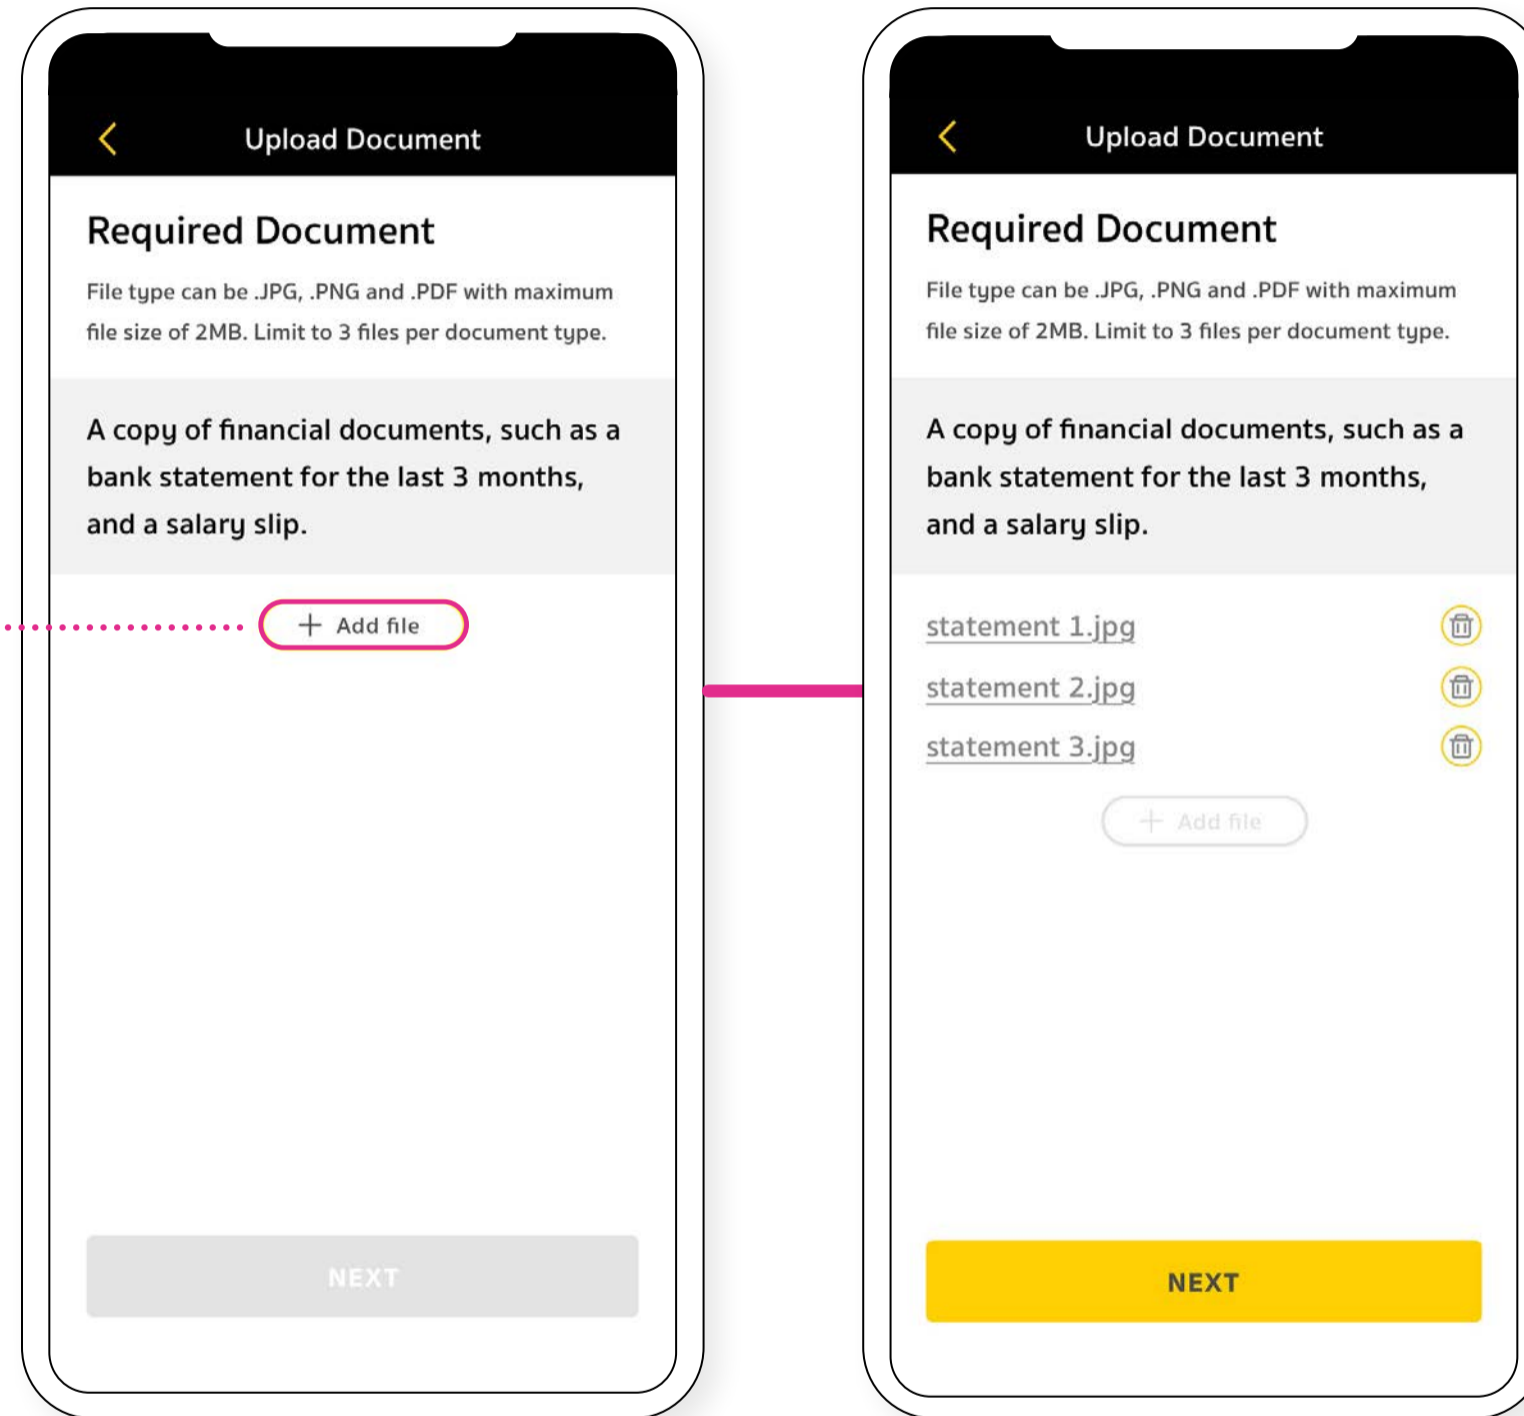 Upload Document
Required Document
File type can be .JPG, .PNG and .PDF with maximum
file size of 2MB. Limit to 3 files per document type.
A copy of financial documents, such as a
bank statement for the last 3 months,
and a salary slip.
+ Add file
NEXT
Upload Document
Required Document
File type can be .JPG, .PNG and .PDF with maximum
file size of 2MB. Limit to 3 files per document type.
A copy of financial documents, such as a
bank statement for the last 3 months,
and a salary slip.
statement 1.jpg
statement 2.jpg
statement 3.jpg
+ Add file
NEXT